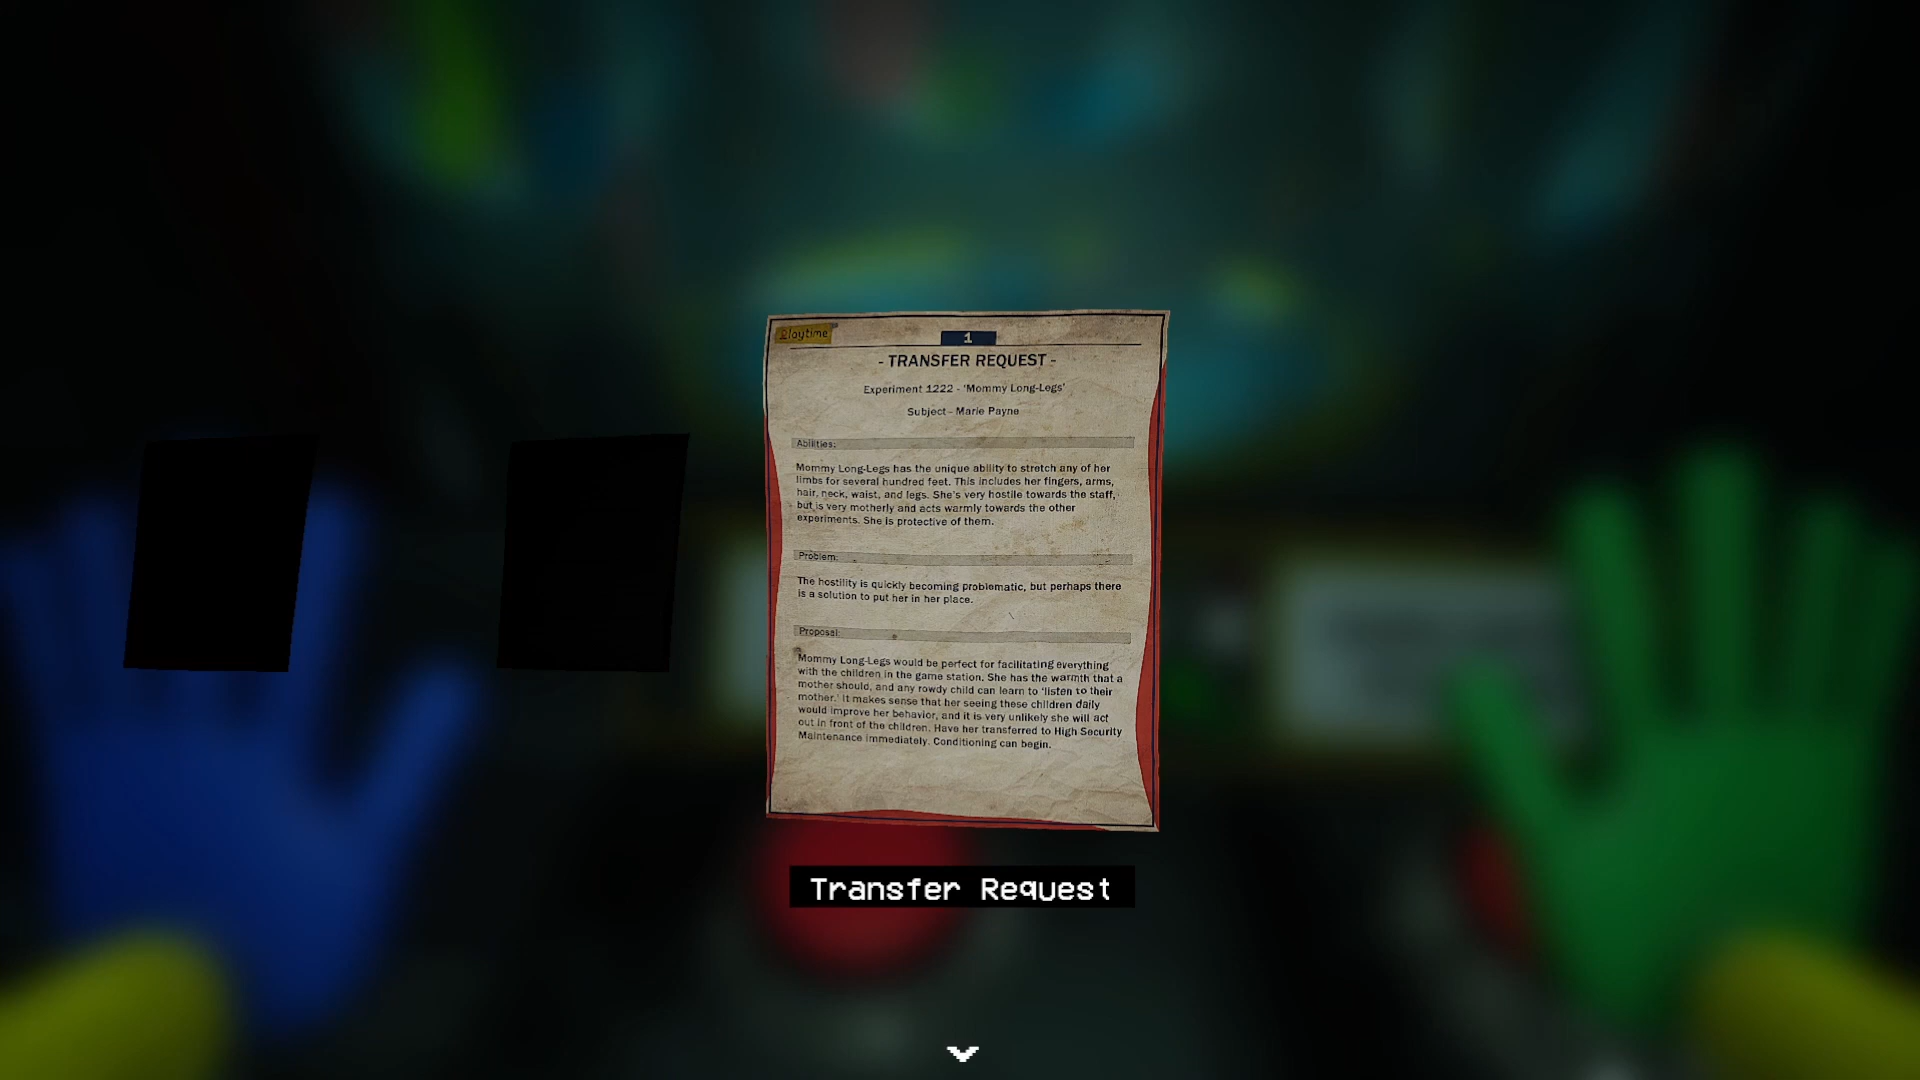 Playtime
1
- TRANSFER REQUEST -
Experiment 1222 - 'Mommy Long-Legs'
Subject - Marie Payne
Abilities:
Mommy Long-Legs has the unique ability to stretch any of her
limbs for several hundred feet. This includes her fingers, arms,
hair, neck, waist, and legs. She's very hostile towards the staff,
but is very motherly and acts warmly towards the other
experiments. She is protective of them.
Problem:
The hostility is quickly becoming problematic, but perhaps there
is a solution to put her in her place.
Proposal:
Mommy Long-Legs would be perfect for facilitating everything
with the children in the game station. She has the warmth that a
mother should, and any rowdy child can learn to 'listen to their
mother.' It makes sense that her seeing these children daily
would improve her behavior, and it is very unlikely she will act
out in front of the children. Have her transferred to High Security
Maintenance immediately. Conditioning can begin.
Transfer Request